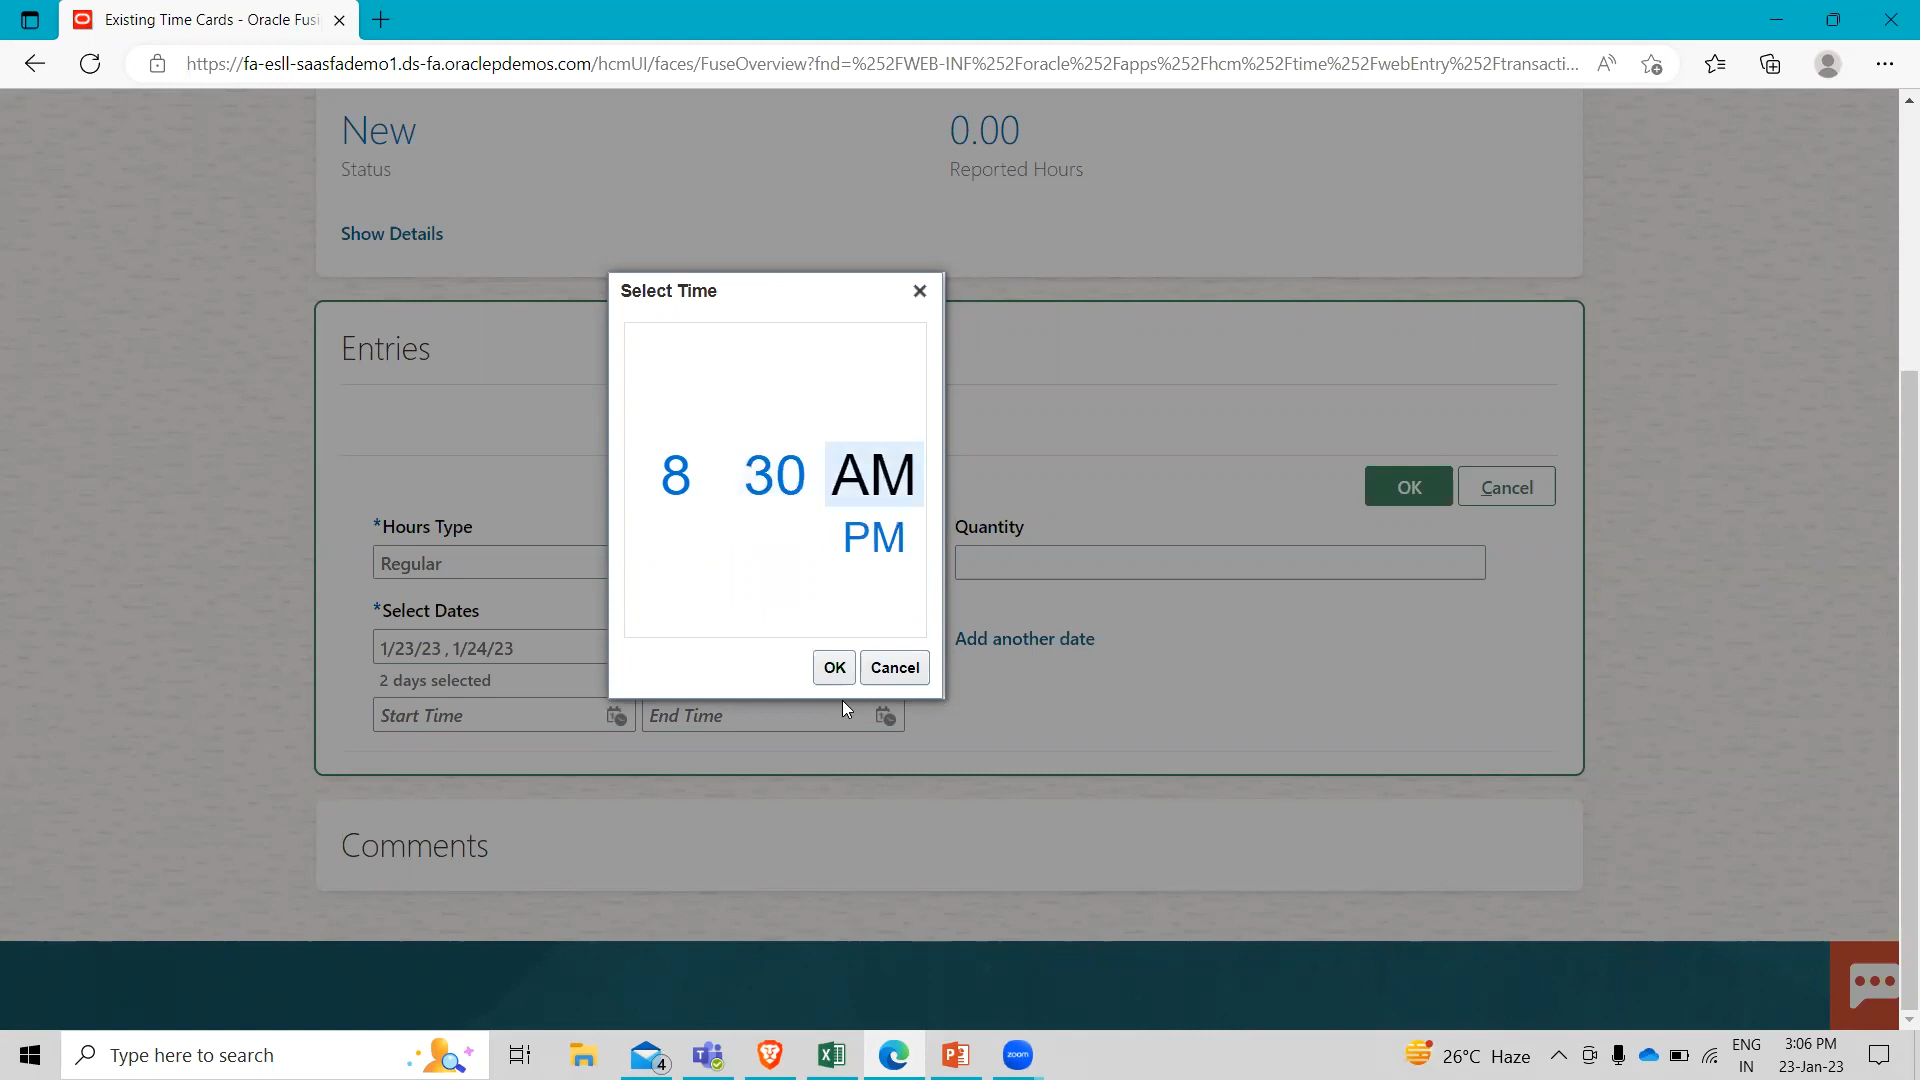 Existing Time Cards - Oracle Fusi
https://fa-esll-saasfademo1.ds-fa.oraclepdemos.com/hcmUI/faces/FuseOverview?fnd=%252FWEB-INF%252Foracle%252Fapps%252Fhcm%252Ftime%252FwebEntry%252Ftransacti...
New
Status
0.00
Reported Hours
Show Details
Select Time
Entries
8 30 AM
PM
OK Cancel
*Hours Type
Regular
Quantity
*Select Dates
1/23/23 , 1/24/23
2 days selected
Add another date
OK Cancel
Start Time
End Time
Comments
Type here to search
4
zoom
26°C Haze
ENG
IN
3:06 PM
23-Jan-23